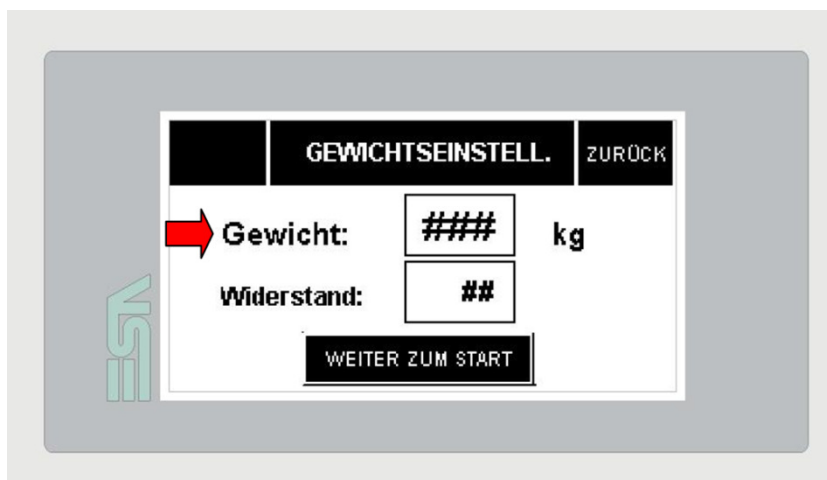 GEWICHTSEINSTELL. ZURÜCK
Gewicht: ### kg
Widerstand: ##
WEITER ZUM START